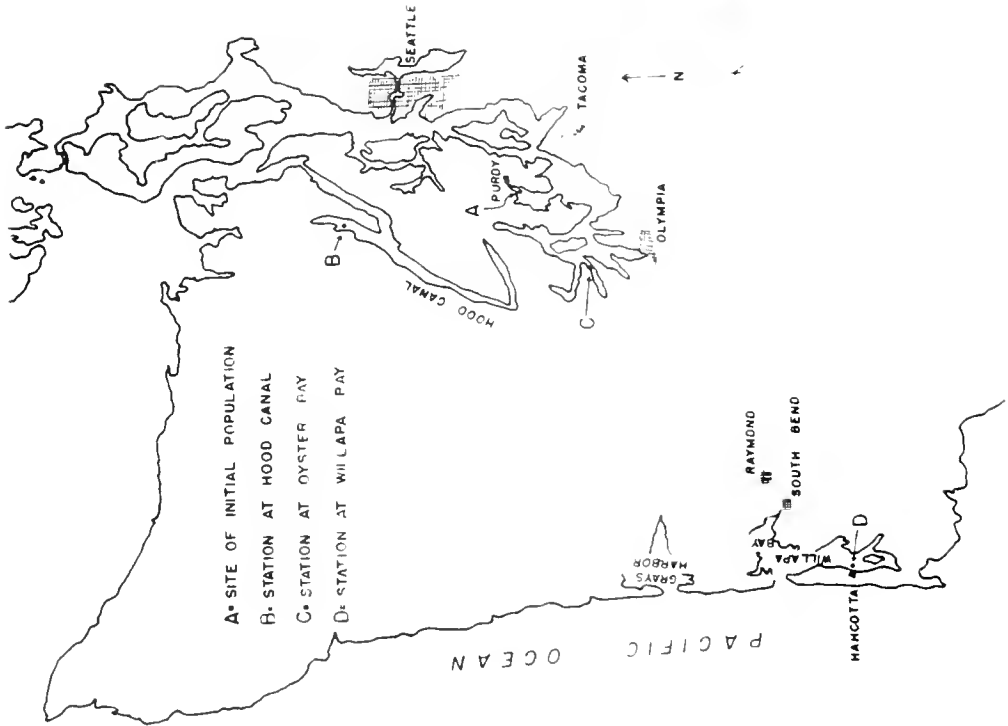 A= SITE OF INITIAL POPULATION
B= STATION AT HOOD CANAL
C= STATION AT OYSTER BAY
D= STATION AT WILLAPA BAY
SEATTLE
TACOMA
N
A
PURDY
OLYMPIA
B
HOOD CANAL
C
RAYMOND
SOUTH BEND
GRAYS
HARBOR
WILLAPA
BAY
D
NAHCOTTA
PACIFIC OCEAN